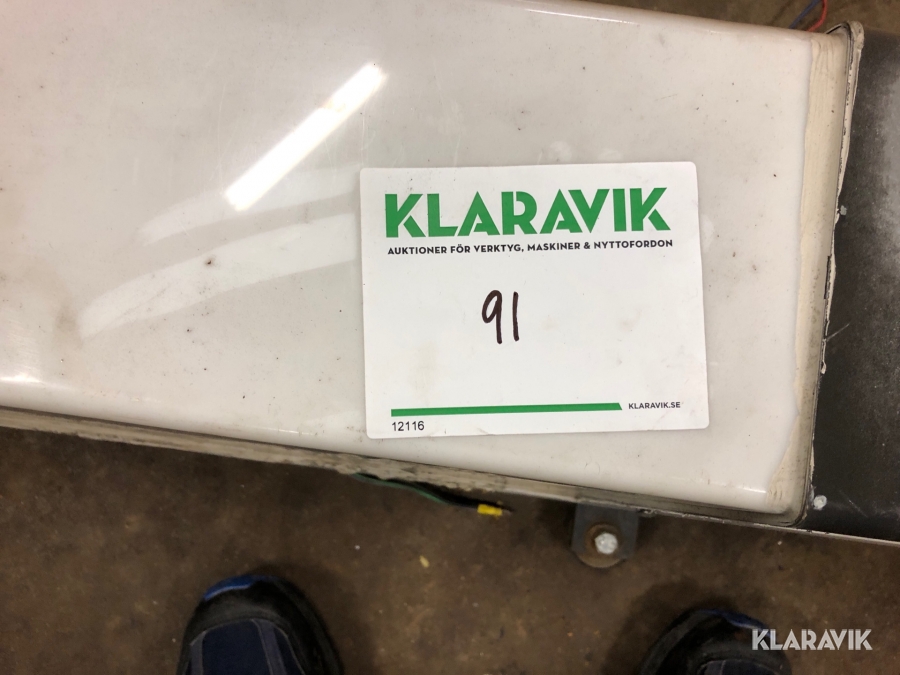 KLARAVIK
AUKTIONER FÖR VERKTYG, MASKINER & NYTTOFORDON
91
KLARAVIK.SE
12116
KLARAVIK